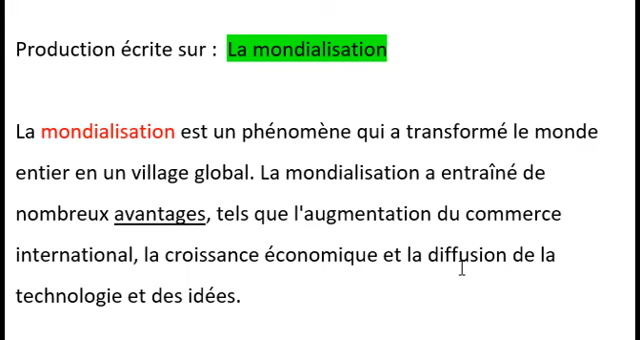 Production écrite sur : La mondialisation
La mondialisation est un phénomène qui a transformé le monde
entier en un village global. La mondialisation a entraîné de
nombreux avantages, tels que l'augmentation du commerce
international, la croissance économique et la diffusion de la
technologie et des idées.